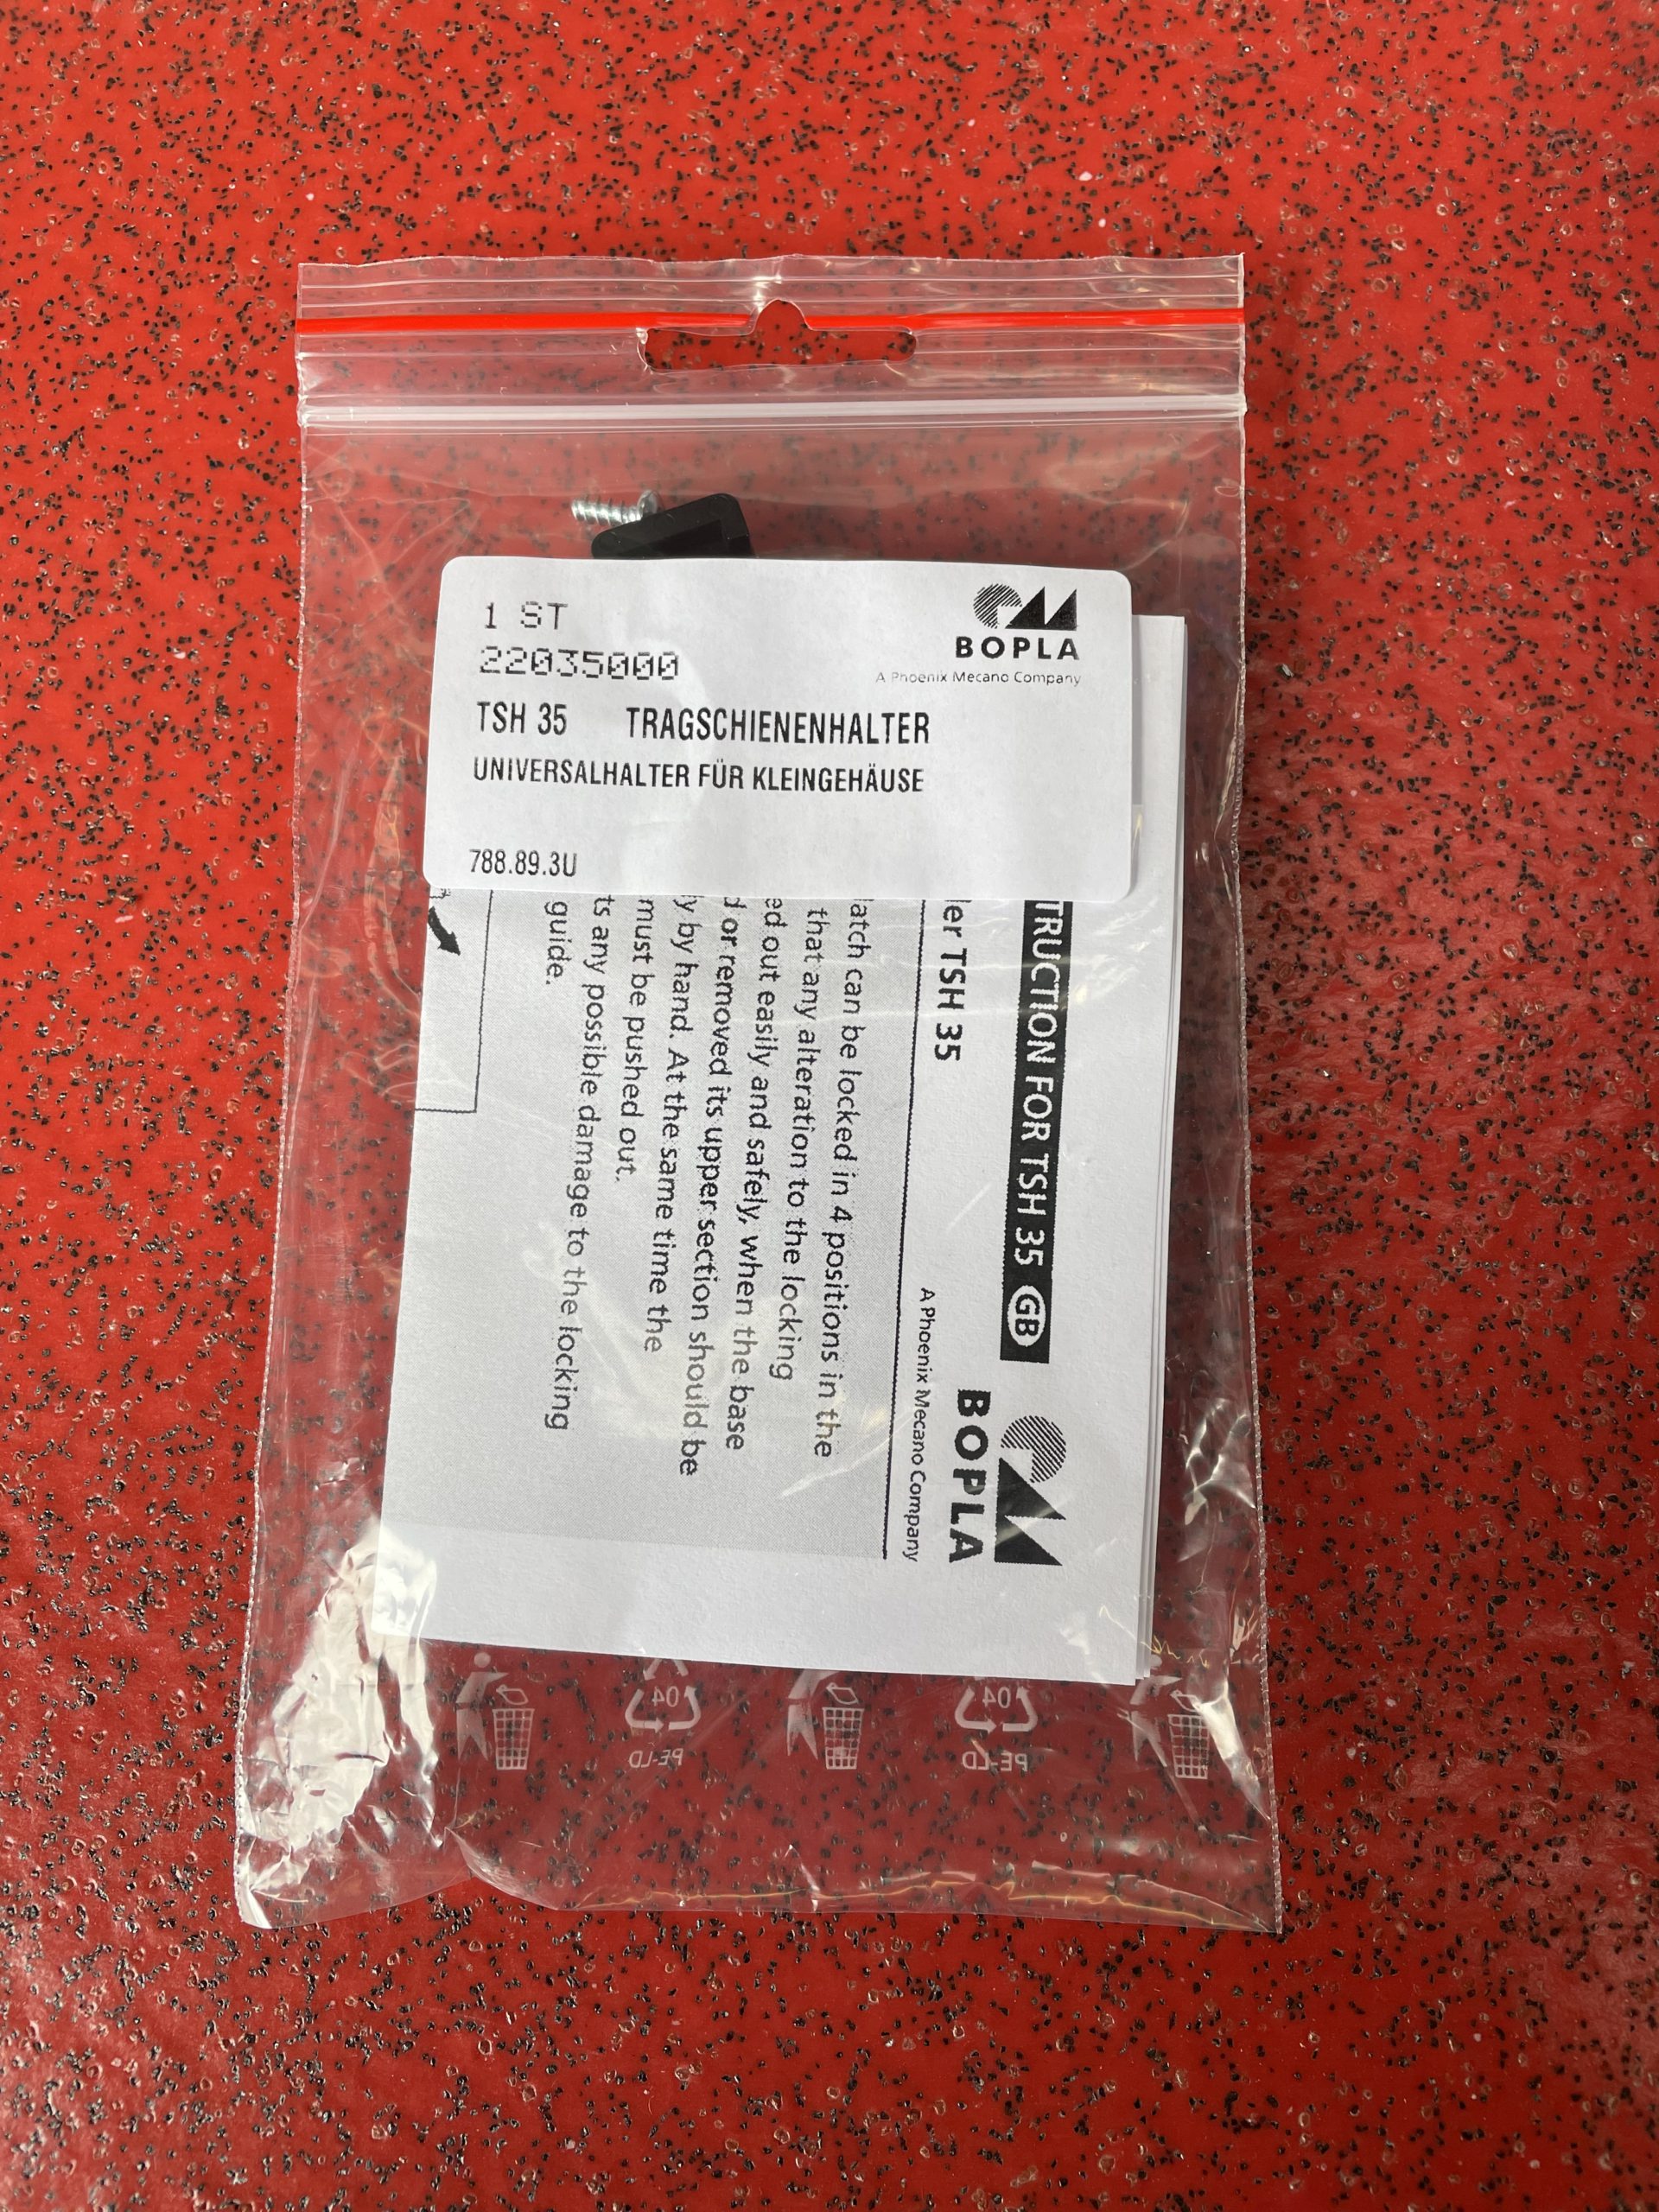 1 ST
22035000
BOPLA
A Phoenix Mecano Company
TSH 35 TRAGSCHIENENHALTER
UNIVERSALHALTER FÜR KLEINGEHÄUSE
788.89.3U
TRUCTION FOR TSH 35 GB
BOPLA
A Phoenix Mecano Company
ler TSH 35
atch can be locked in 4 positions in the
that any alteration to the locking
ed out easily and safely, when the base
d or removed its upper section should be
ly by hand. At the same time the
must be pushed out.
ts any possible damage to the locking
guide.
04
PE-LD
04
PE-LD